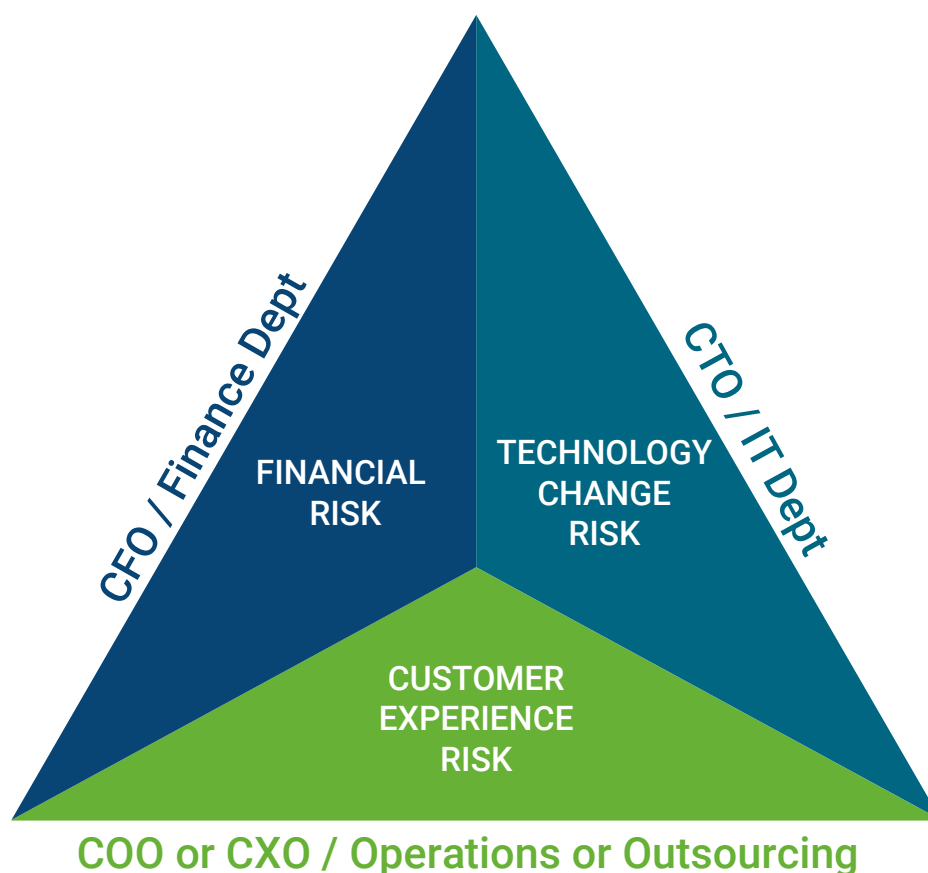 CFO / Finance Dept
CTO / IT Dept
FINANCIAL
RISK
TECHNOLOGY
CHANGE
RISK
CUSTOMER
EXPERIENCE
RISK
COO or CXO / Operations or Outsourcing